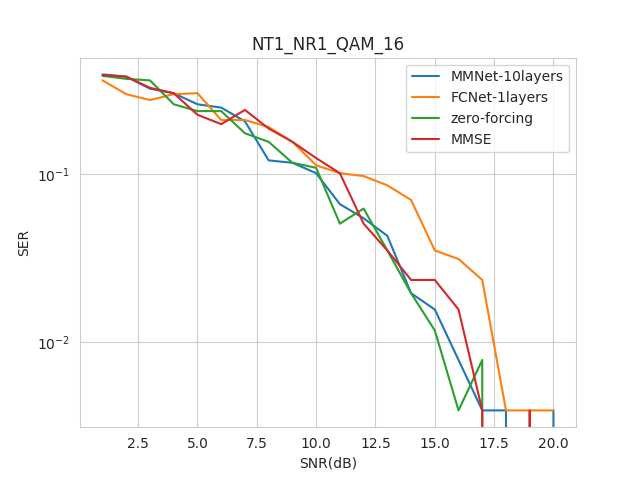 NT1_NR1_QAM_16
MMNet-10layers
FCNet-1layers
zero-forcing
MMSE
SER
10⁻¹
10⁻²
2.5 5.0 7.5 10.0 12.5 15.0 17.5 20.0
SNR(dB)